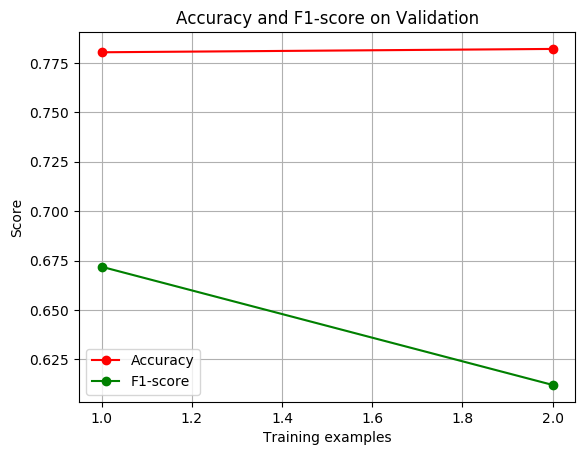 Accuracy and F1-score on Validation
0.775
0.750
0.725
0.700
0.675
0.650
0.625
Score
Accuracy
F1-score
1.0 1.2 1.4 1.6 1.8 2.0
Training examples